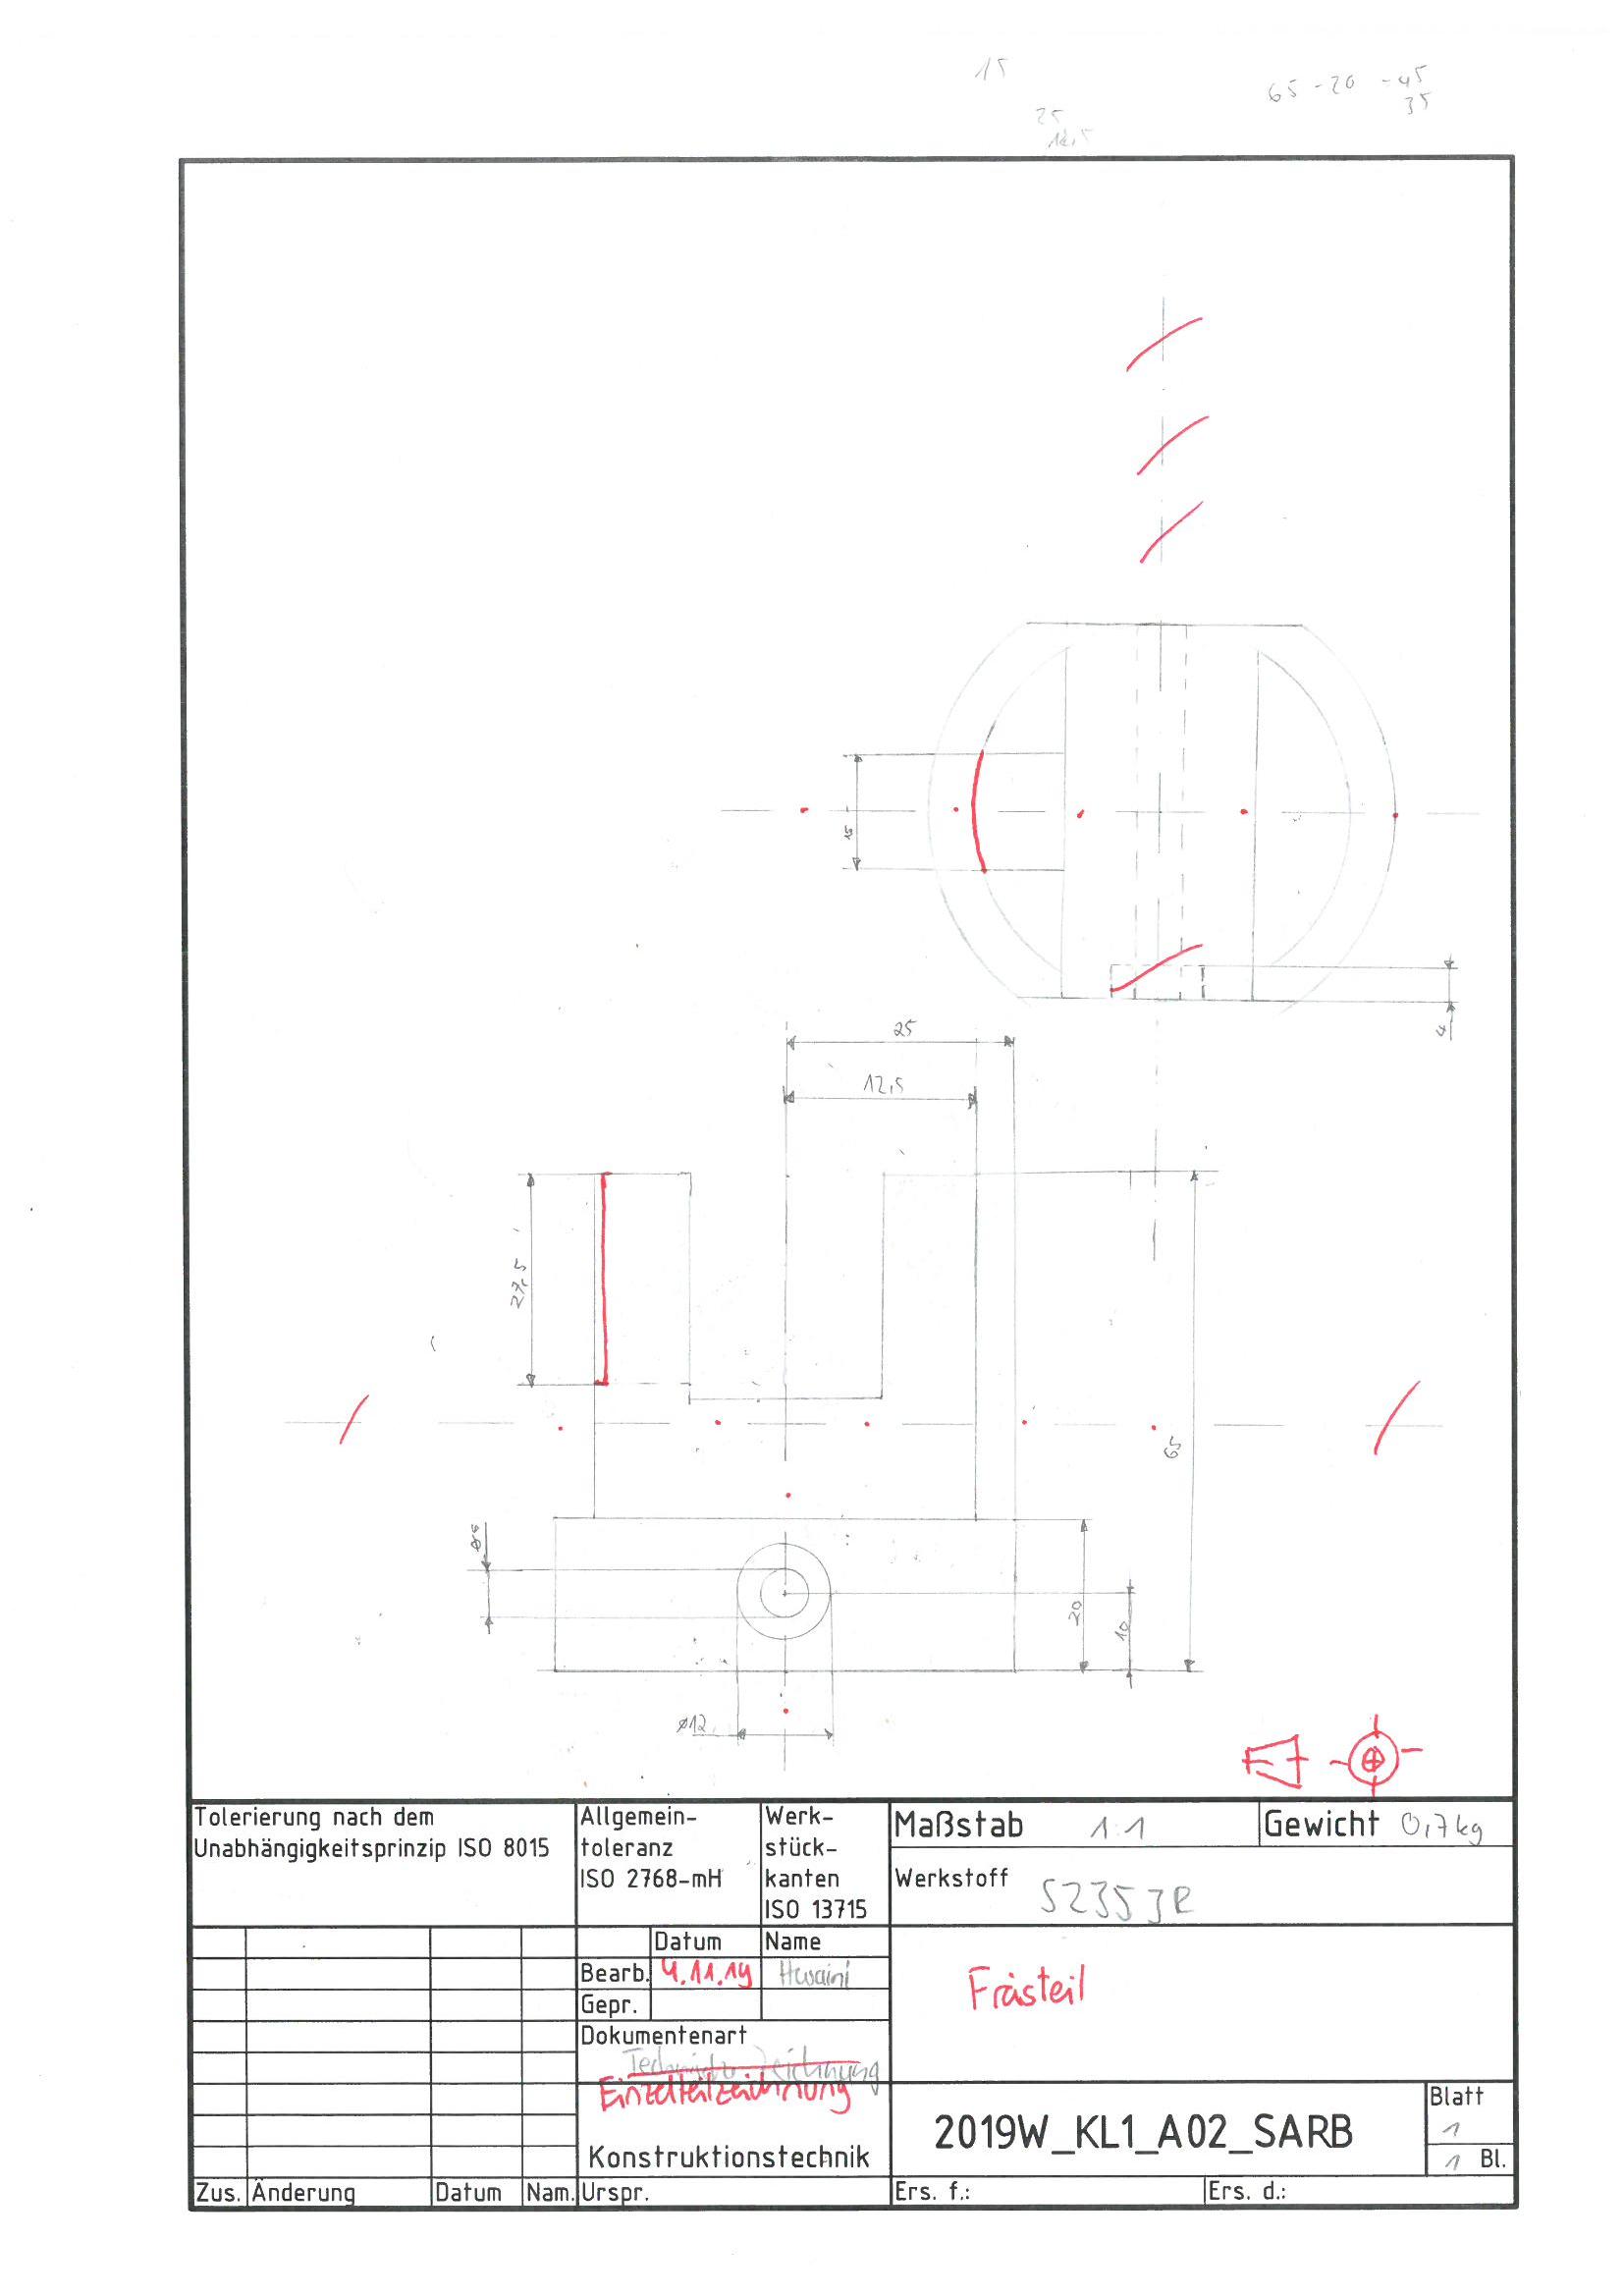 15
65 - 20 - 45
35
25
12,5
15
4
25
12,5
27,5
65
20
10
ø12
Tolerierung nach dem
Unabhängigkeitsprinzip ISO 8015
Allgemein-
toleranz
ISO 2768-mH
Werk-
stück-
kanten
ISO 13715
Maßstab 1:1
Gewicht 0,7kg
Werkstoff S235JR
Datum Name
Bearb. 4.11.19 Hwaini
Gepr.
Frästeil
Dokumentenart
Technische Zeichnung
Einzelteilzeichnung
Konstruktionstechnik
2019W_KL1_A02_SARB
Blatt
1
1 Bl.
Zus. Änderung Datum Nam. Urspr. Ers. f.: Ers. d.: